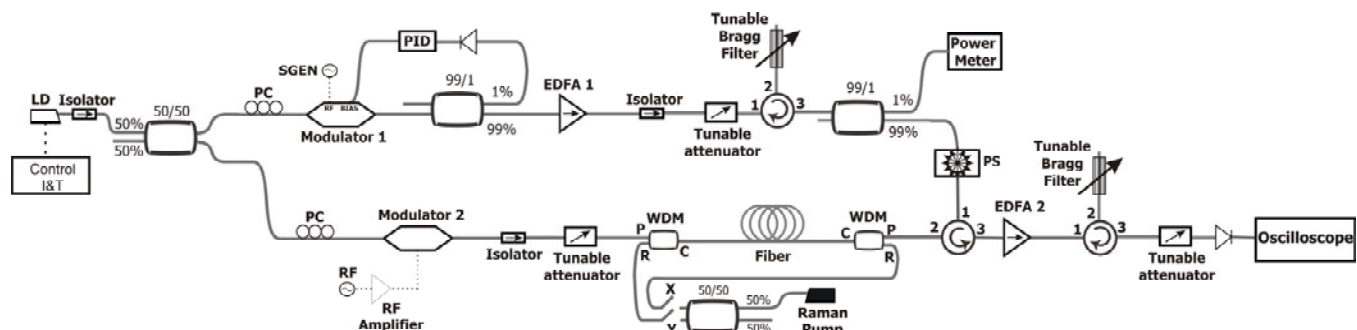 Tunable
Bragg
Filter
Power
Meter
PID
SGEN
99/1
1%
EDFA 1
2
99/1
LD
Isolator
50/50
PC
RF BIAS
Isolator
1
3
1%
50%
50%
Modulator 1
99%
Tunable
attenuator
99%
Control
I&T
PS
Tunable
Bragg
Filter
PC
Modulator 2
WDM
WDM
1
EDFA 2
2
P
C
P
2
3
1
3
Oscilloscope
R
C
Fiber
R
Isolator
Tunable
attenuator
Tunable
attenuator
RF
X
50/50
50%
RF
Amplifier
Y
50%
Raman
Pump